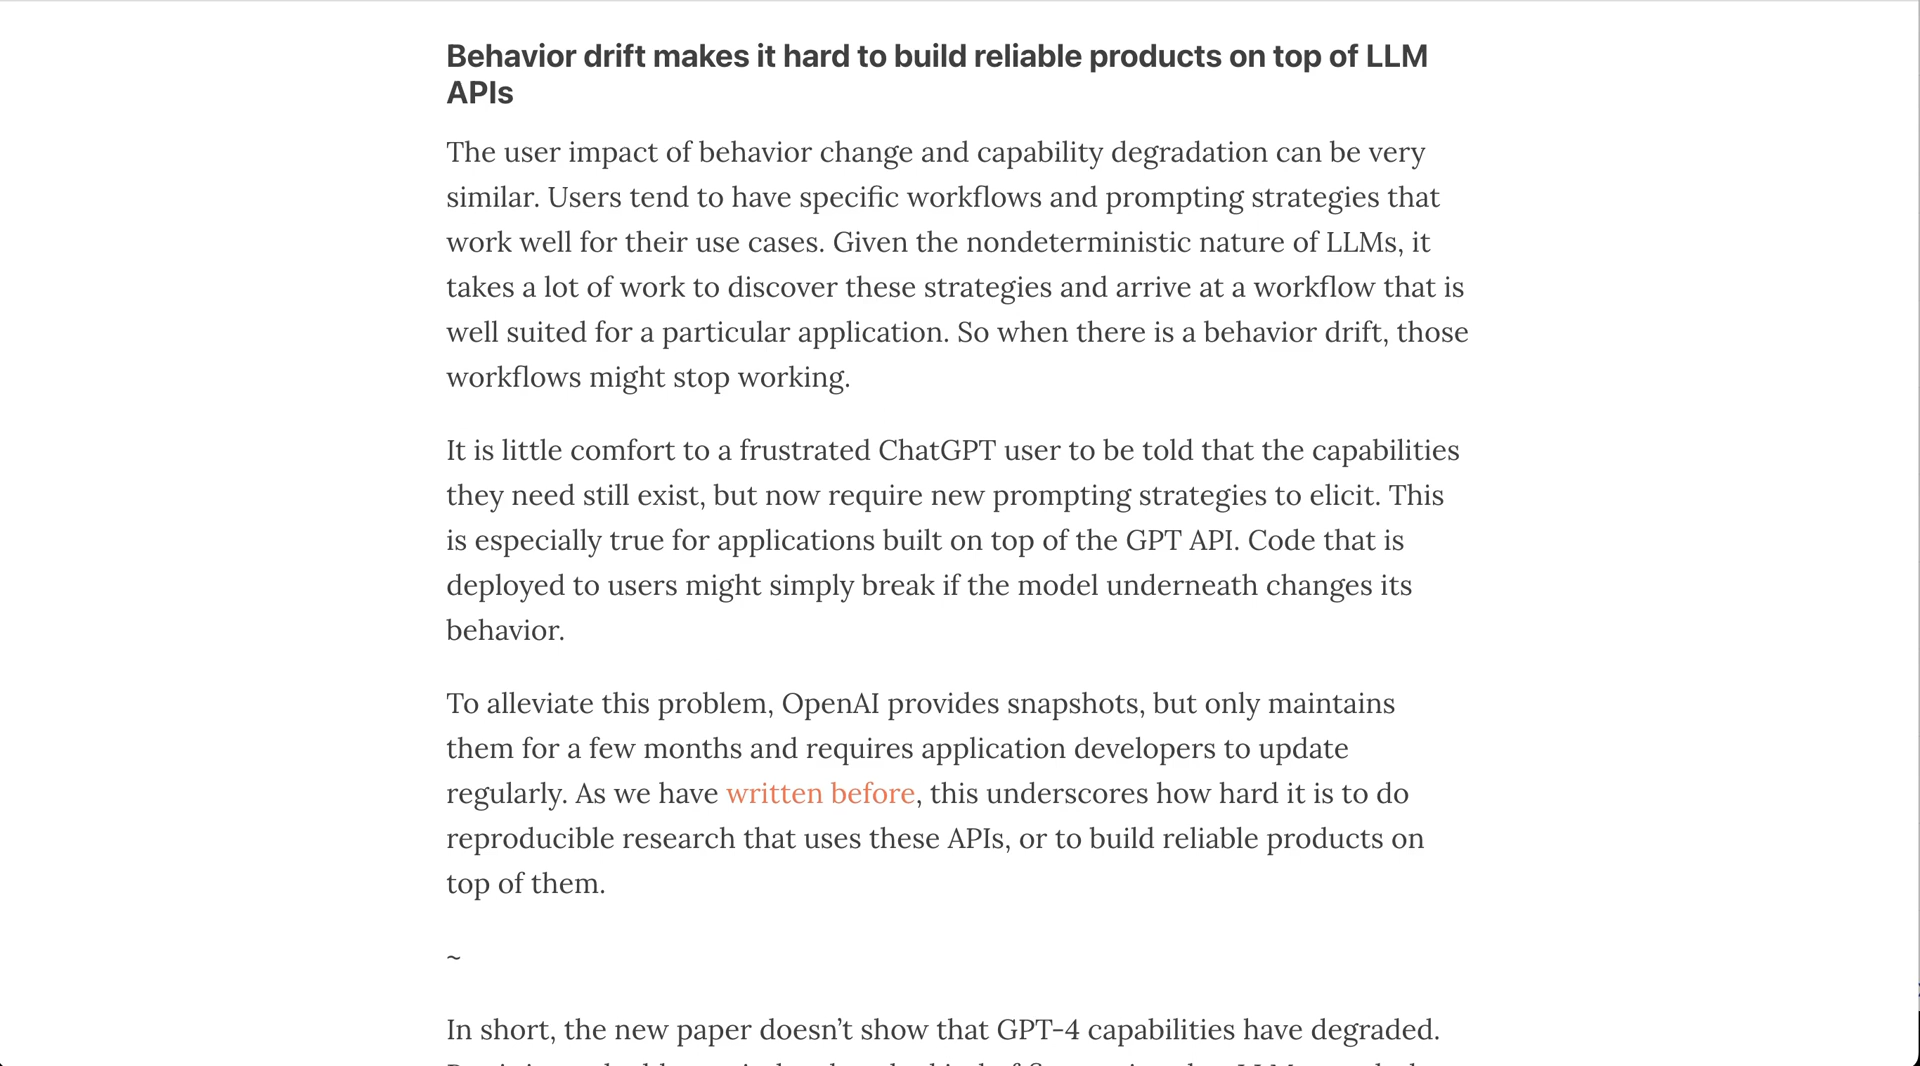 Behavior drift makes it hard to build reliable products on top of LLM
APIs
The user impact of behavior change and capability degradation can be very
similar. Users tend to have specific workflows and prompting strategies that
work well for their use cases. Given the nondeterministic nature of LLMs, it
takes a lot of work to discover these strategies and arrive at a workflow that is
well suited for a particular application. So when there is a behavior drift, those
workflows might stop working.
It is little comfort to a frustrated ChatGPT user to be told that the capabilities
they need still exist, but now require new prompting strategies to elicit. This
is especially true for applications built on top of the GPT API. Code that is
deployed to users might simply break if the model underneath changes its
behavior.
To alleviate this problem, OpenAI provides snapshots, but only maintains
them for a few months and requires application developers to update
regularly. As we have written before, this underscores how hard it is to do
reproducible research that uses these APIs, or to build reliable products on
top of them.
~
In short, the new paper doesn’t show that GPT-4 capabilities have degraded.